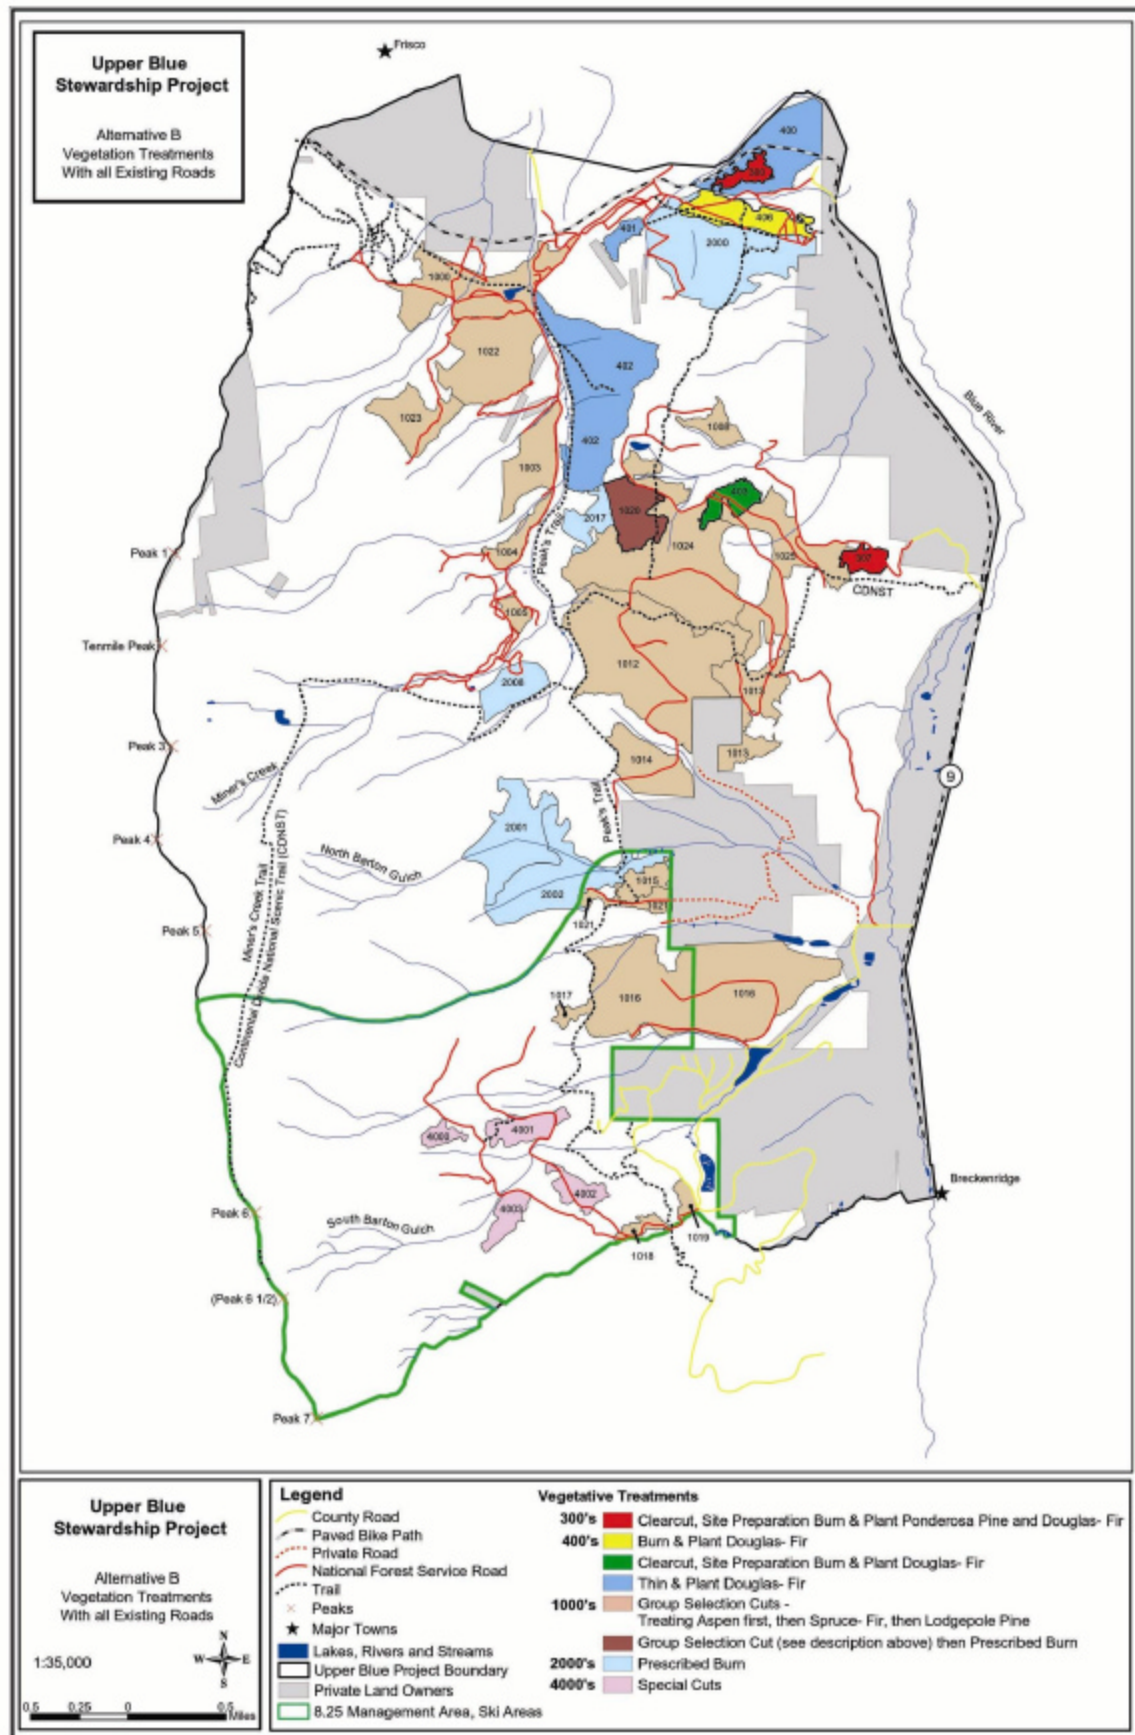 Upper Blue
Stewardship Project
Alternative B
Vegetation Treatments
With all Existing Roads
Frisco
400
406
401
2000
1000
1022
402
Blue River
1023
402
1008
1003
2017
1020
Peak's Trail
1024
1004
1025
307
Peak 1
CDNST
1005
Tenmile Peak
1012
2008
1013
Peak 3
1014
1013
9
Miner's Creek
Peak's Trail
Peak 4
2001
North Barton Gulch
1015
2002
1021
1021
Miner's Creek Trail
Continental Divide National Scenic Trail (CDNST)
Peak 5
1017
1016
1016
4000
4001
4002
Breckenridge
4003
Peak 6
South Barton Gulch
1018
1019
(Peak 6 1/2)
Peak 7
Upper Blue
Stewardship Project
Alternative B
Vegetation Treatments
With all Existing Roads
1:35,000
N
W E
S
0.5 0.25 0 0.5
Miles
Legend
County Road
Paved Bike Path
Private Road
National Forest Service Road
Trail
Peaks
Major Towns
Lakes, Rivers and Streams
Upper Blue Project Boundary
Private Land Owners
8.25 Management Area, Ski Areas
Vegetative Treatments
300's Clearcut, Site Preparation Burn & Plant Ponderosa Pine and Douglas- Fir
400's Burn & Plant Douglas- Fir
Clearcut, Site Preparation Burn & Plant Douglas- Fir
Thin & Plant Douglas- Fir
1000's Group Selection Cuts -
Treating Aspen first, then Spruce- Fir, then Lodgepole Pine
Group Selection Cut (see description above) then Prescribed Burn
2000's Prescribed Burn
4000's Special Cuts